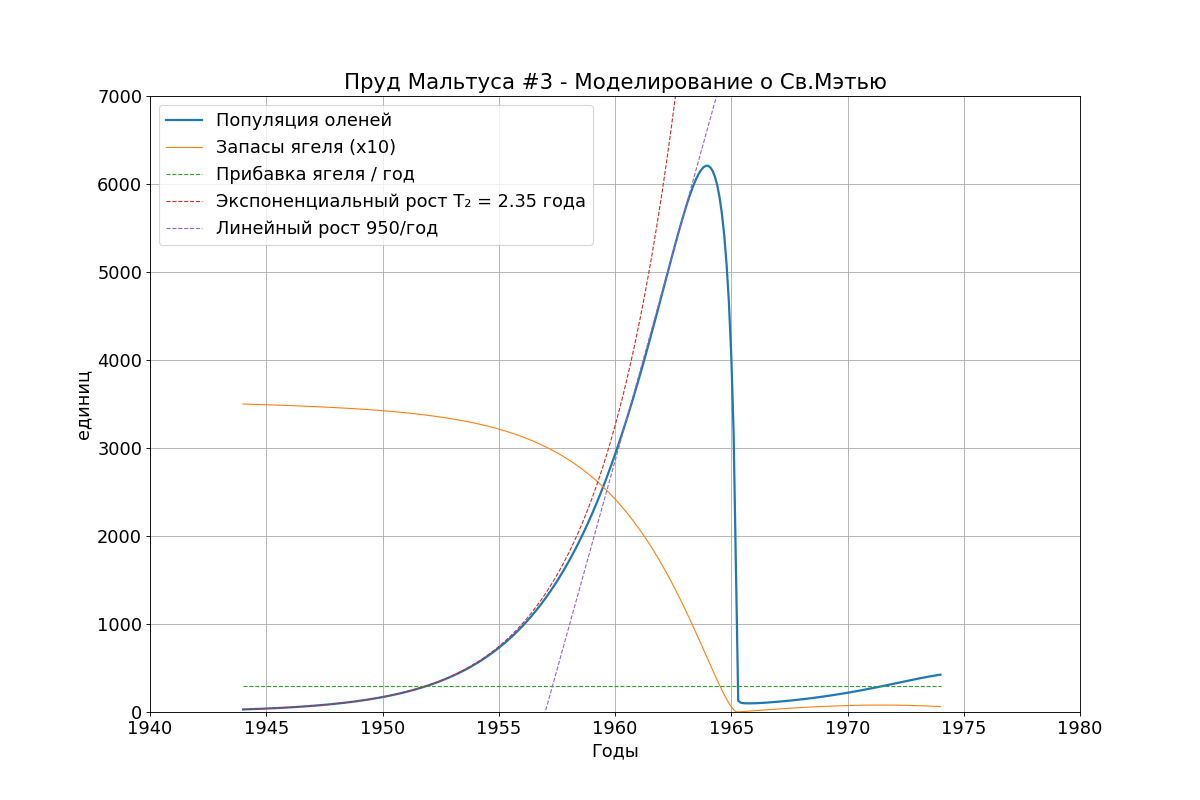 Пруд Мальтуса #3 - Моделирование о Св.Мэтью
7000
6000
5000
4000
3000
2000
1000
0
единиц
Популяция оленей
Запасы ягеля (x10)
Прибавка ягеля / год
Экспоненциальный рост T₂ = 2.35 года
Линейный рост 950/год
1940 1945 1950 1955 1960 1965 1970 1975 1980
Годы